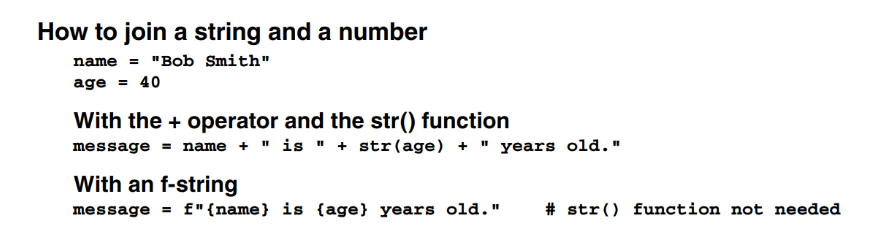 How to join a string and a number
name = "Bob Smith"
age = 40
With the + operator and the str() function
message = name + " is " + str(age) + " years old."
With an f-string
message = f"{name} is {age} years old."    # str() function not needed